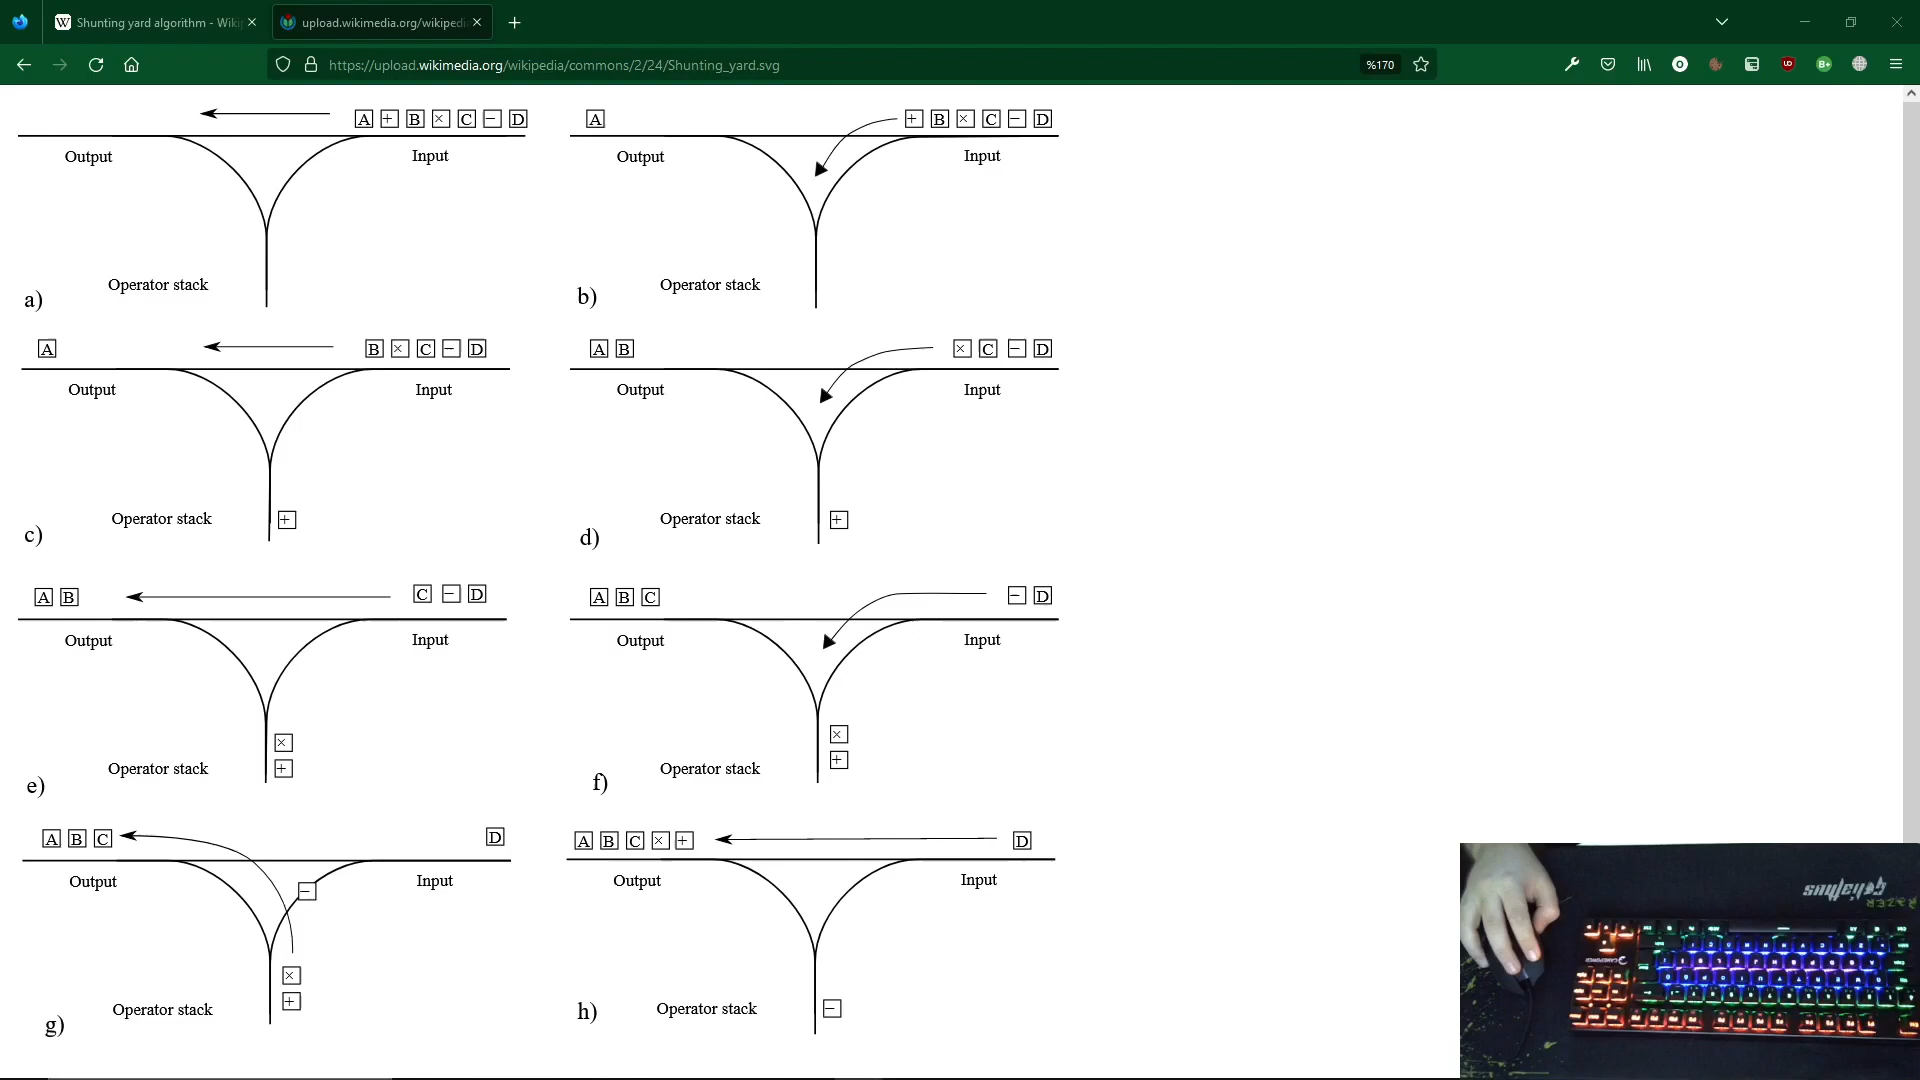 Shunting yard algorithm - Wiki
upload.wikimedia.org/wikipedi
https://upload.wikimedia.org/wikipedia/commons/2/24/Shunting_yard.svg
%170
A + B × C − D
Output
Input
Operator stack
a)
A
+ B × C − D
Output
Input
Operator stack
b)
A
B × C − D
Output
Input
Operator stack
+
c)
A B
× C − D
Output
Input
Operator stack
+
d)
A B
C − D
Output
Input
×
Operator stack
+
e)
A B C
− D
Output
Input
×
Operator stack
+
f)
A B C
D
Output
Input
−
×
+
Operator stack
g)
A B C × +
D
Output
Input
Operator stack
−
h)